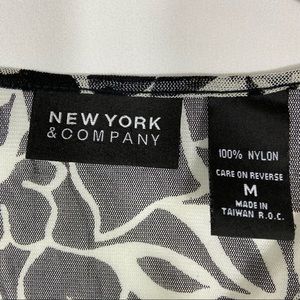 NEW YORK
& COMPANY
100% NYLON
CARE ON REVERSE
M
MADE IN
TAIWAN R.O.C.